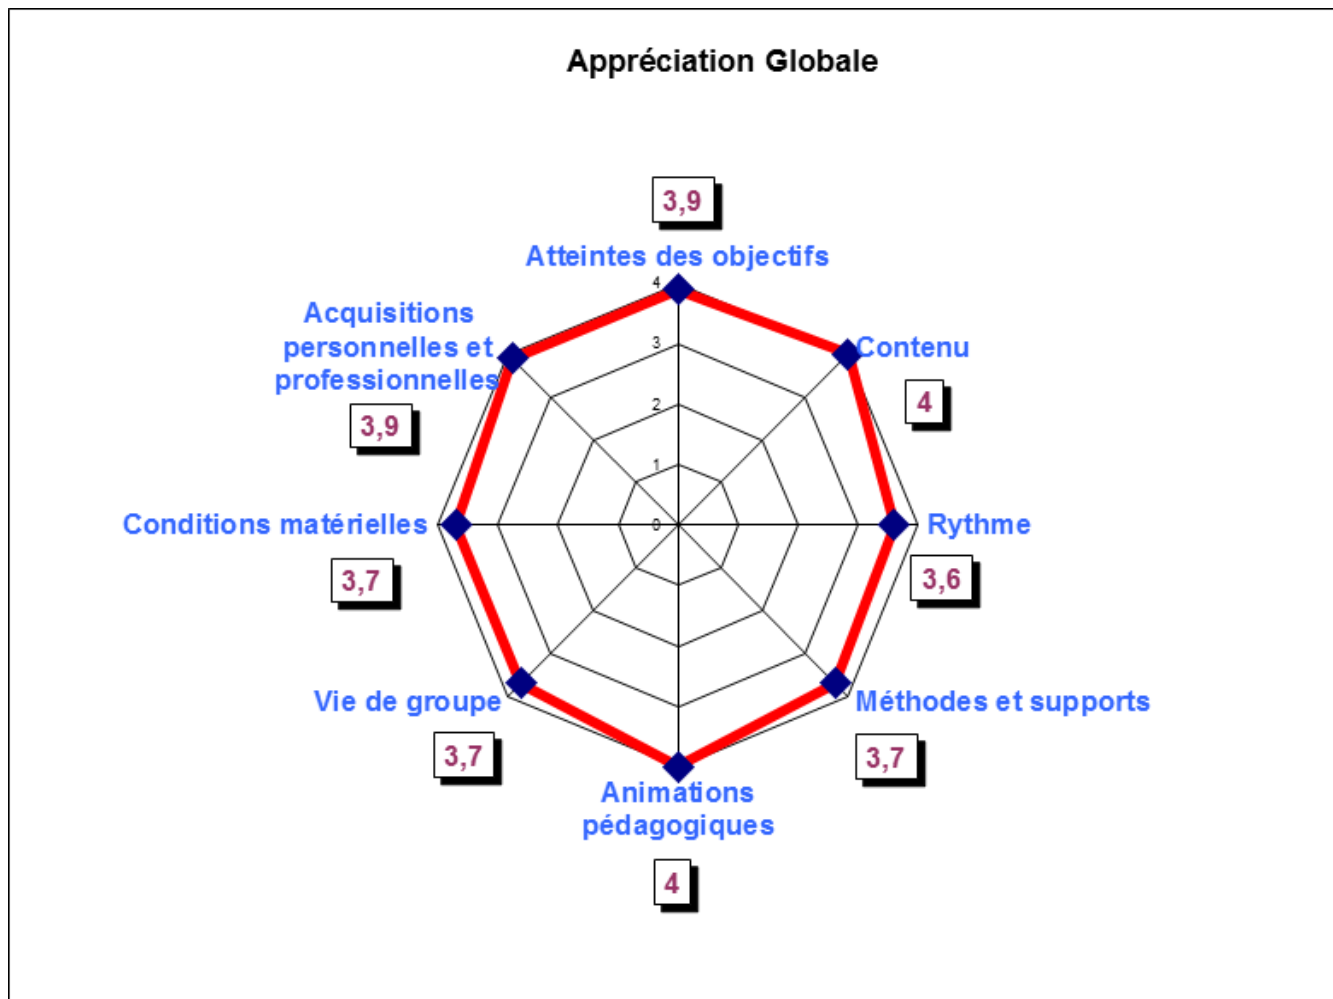 Appréciation Globale
3,9
Atteintes des objectifs
4
3
2
1
0
Contenu
4
Rythme
3,6
Méthodes et supports
3,7
Animations
pédagogiques
4
Vie de groupe
3,7
Conditions matérielles
3,7
Acquisitions
personnelles et
professionnelles
3,9